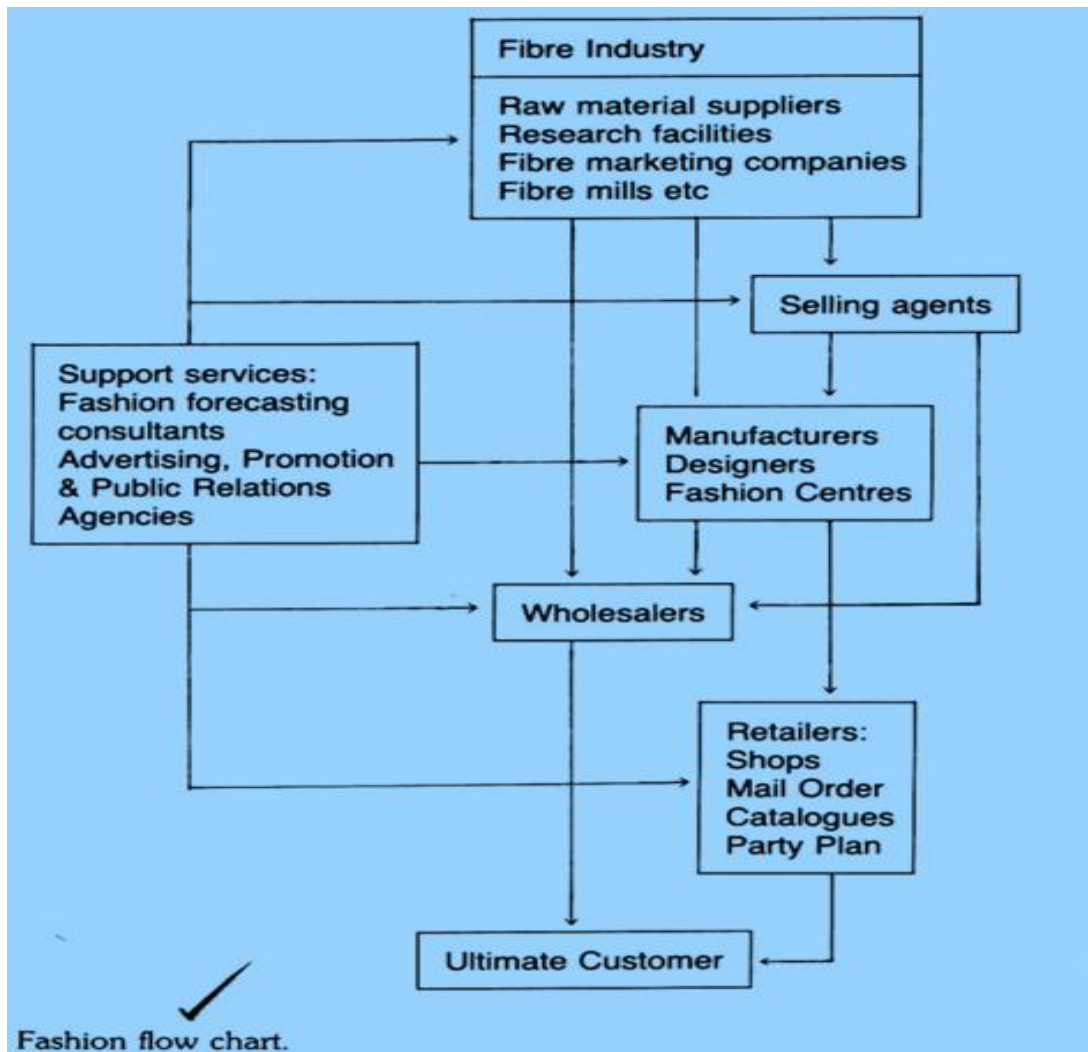 Fibre Industry
Raw material suppliers
Research facilities
Fibre marketing companies
Fibre mills etc
Selling agents
Support services:
Fashion forecasting
consultants
Advertising, Promotion
& Public Relations
Agencies
Manufacturers
Designers
Fashion Centres
Wholesalers
Retailers:
Shops
Mail Order
Catalogues
Party Plan
Ultimate Customer
Fashion flow chart.